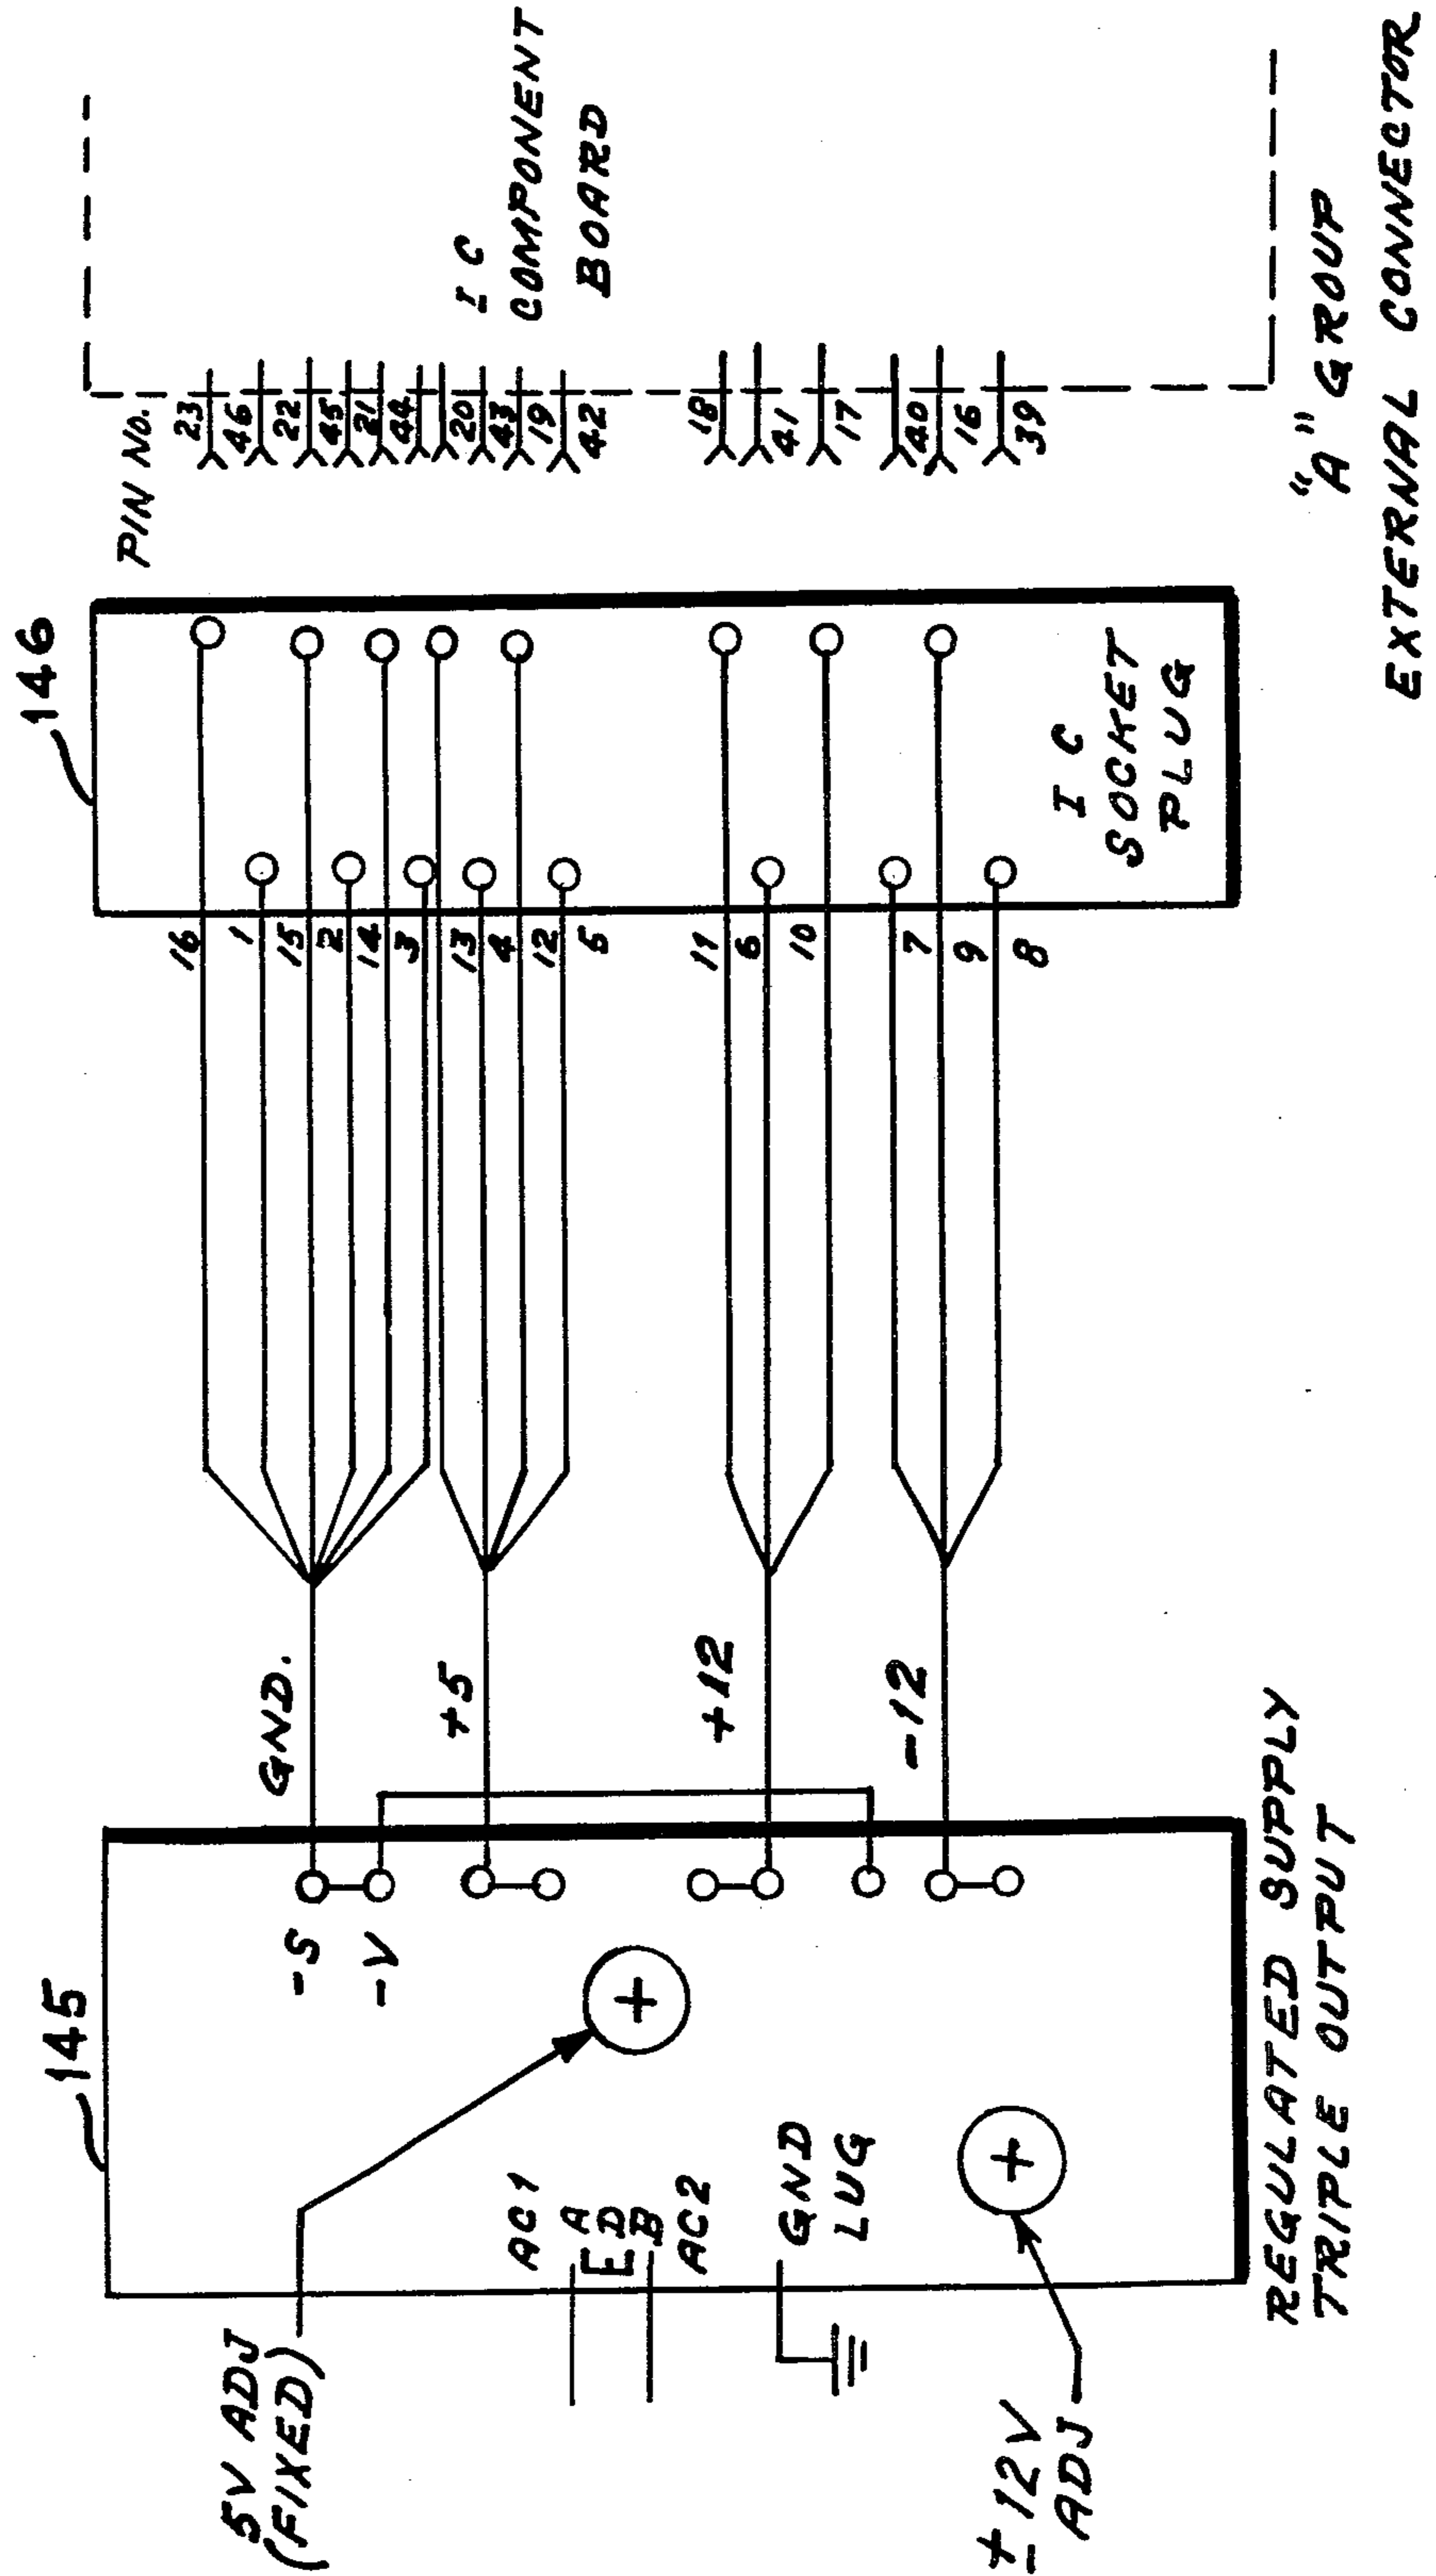 145
5V ADJ
(FIXED)
-S
-V
AC1
A
D
B
AC2
GND
LUG
±12V
ADJ
REGULATED SUPPLY
TRIPLE OUTPUT
GND.
+5
+12
-12
146
16
1
15
2
14
3
13
4
12
5
11
6
10
7
9
8
IC
SOCKET
PLUG
PIN NO.
23
46
22
45
21
44
20
43
19
42
18
41
17
40
16
39
IC
COMPONENT
BOARD
"A" GROUP
EXTERNAL CONNECTOR